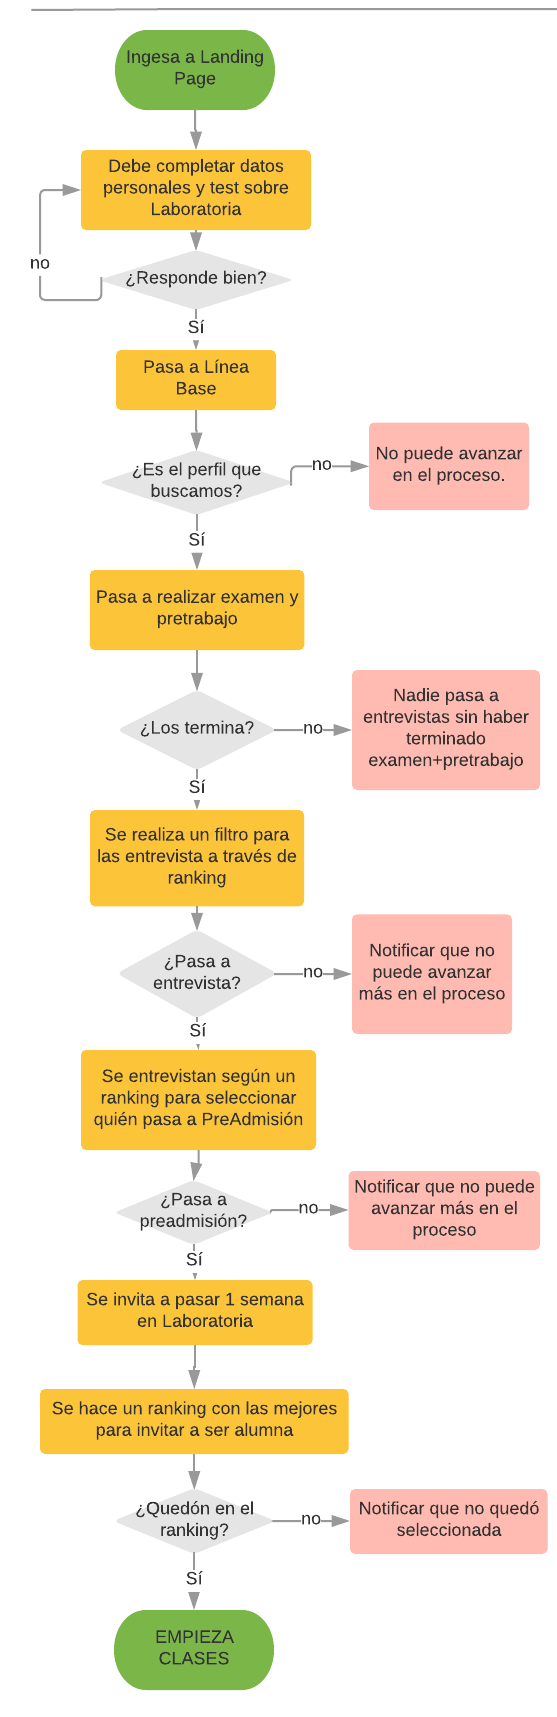 Ingesa a Landing
Page
Debe completar datos
personales y test sobre
Laboratoria
no
¿Responde bien?
Sí
Pasa a Línea
Base
¿Es el perfil que
buscamos?
no
No puede avanzar
en el proceso.
Sí
Pasa a realizar examen y
pretrabajo
¿Los termina?
no
Nadie pasa a
entrevistas sin haber
terminado
examen+pretrabajo
Sí
Se realiza un filtro para
las entrevista a través de
ranking
¿Pasa a
entrevista?
no
Notificar que no
puede avanzar
más en el proceso
Sí
Se entrevistan según un
ranking para seleccionar
quién pasa a PreAdmisión
¿Pasa a
preadmisión?
no
Notificar que no puede
avanzar más en el
proceso
Sí
Se invita a pasar 1 semana
en Laboratoria
Se hace un ranking con las mejores
para invitar a ser alumna
¿Quedón en el
ranking?
no
Notificar que no quedó
seleccionada
Sí
EMPIEZA
CLASES